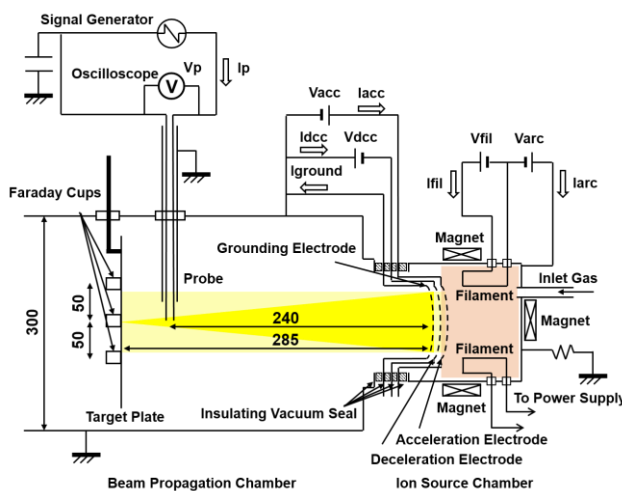 Signal Generator
Oscilloscope
Vp
Ip
V
Vacc
Iacc
Idcc
Vdcc
Iground
Vfil
Varc
Ifil
Iarc
Faraday Cups
Grounding Electrode
Magnet
Probe
Filament
Inlet Gas
300
50
50
240
285
Magnet
Filament
Insulating Vacuum Seal
Magnet
To Power Supply
Target Plate
Acceleration Electrode
Deceleration Electrode
Beam Propagation Chamber
Ion Source Chamber